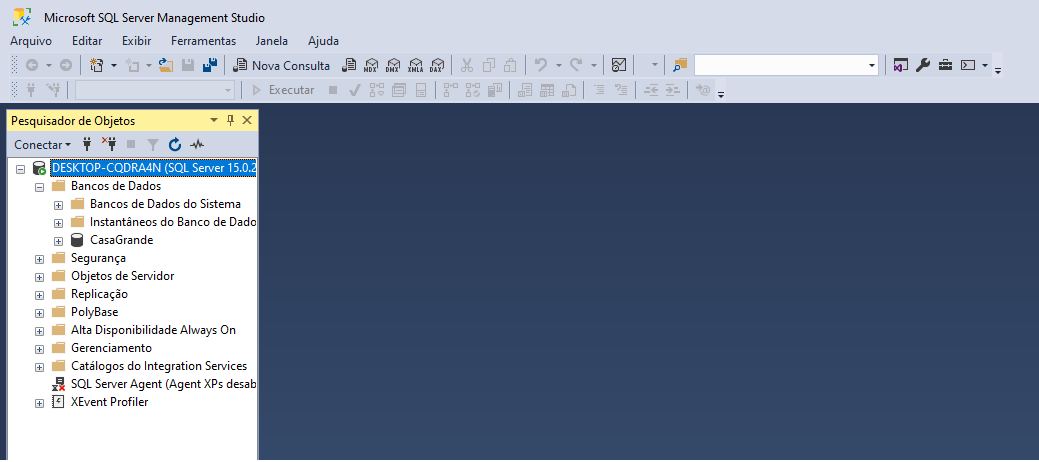 Microsoft SQL Server Management Studio
Arquivo Editar Exibir Ferramentas Janela Ajuda
Nova Consulta MDX DMX XMLA DAX
Executar
Pesquisador de Objetos
Conectar
DESKTOP-CQDRA4N (SQL Server 15.0.2
Bancos de Dados
Bancos de Dados do Sistema
Instantâneos do Banco de Dado
CasaGrande
Segurança
Objetos de Servidor
Replicação
PolyBase
Alta Disponibilidade Always On
Gerenciamento
Catálogos do Integration Services
SQL Server Agent (Agent XPs desab
XEvent Profiler